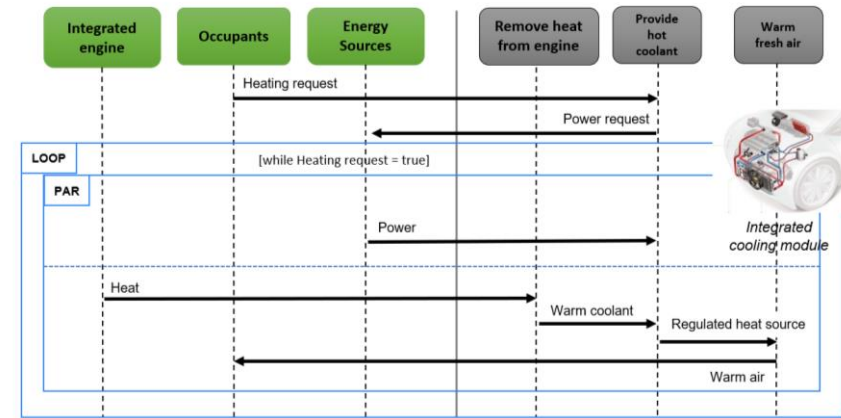 Integrated
engine
Occupants
Energy
Sources
Remove heat
from engine
Provide
hot
coolant
Warm
fresh air
Heating request
Power request
LOOP
[while Heating request = true]
PAR
Power
Integrated
cooling module
Heat
Warm coolant
Regulated heat source
Warm air